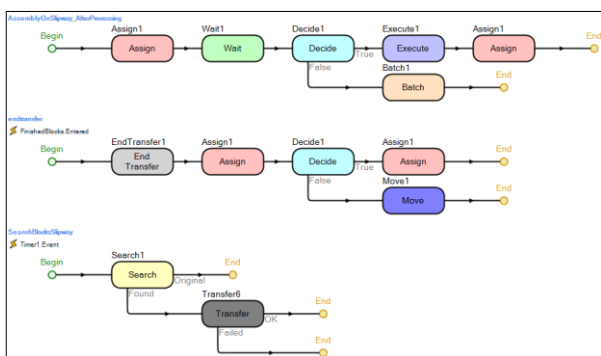 AssemblyOnSlipway_AfterProcessing
Begin
Assign1
Assign
Wait1
Wait
Decide1
Decide
True
False
Execute1
Execute
Assign1
Assign
End
Batch1
Batch
End
endtransfer
FinishedBlocks.Entered
Begin
EndTransfer1
End
Transfer
Assign1
Assign
Decide1
Decide
True
False
Assign1
Assign
End
Move1
Move
End
SearchBlocksSlipway
Timer1.Event
Begin
Search1
Search
Original
Found
End
Transfer6
Transfer
OK
Failed
End
End